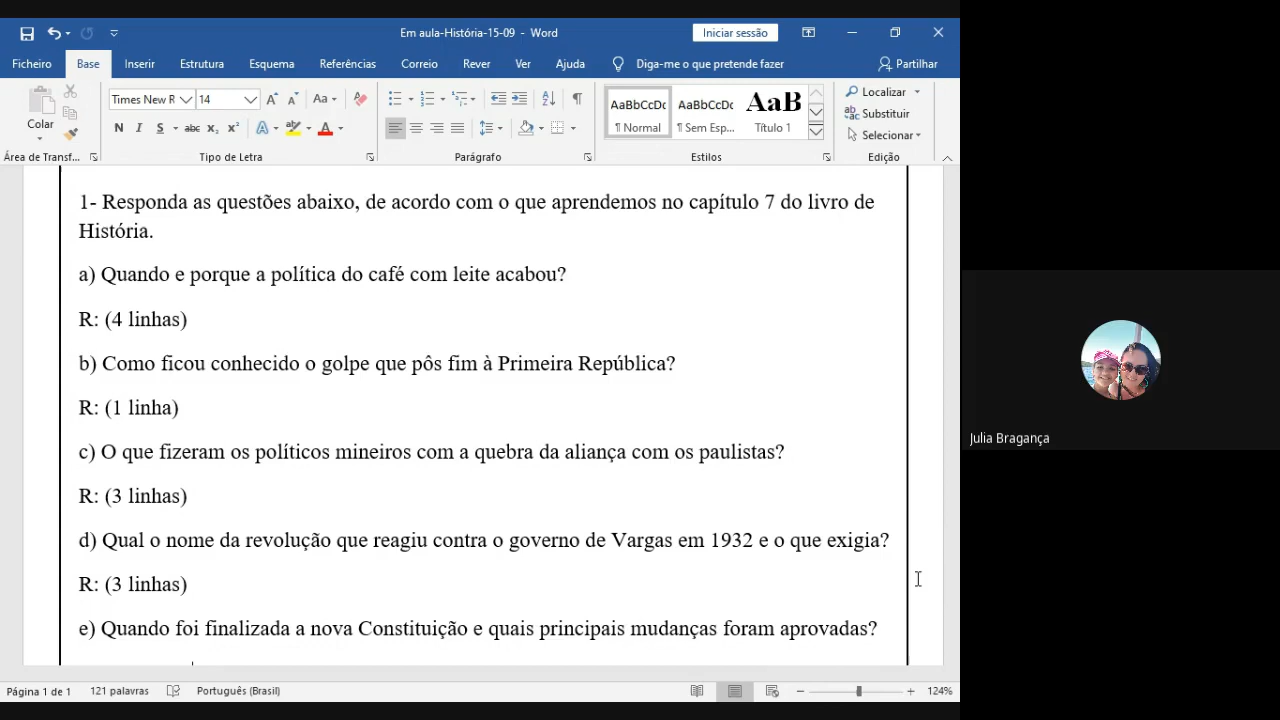 Em aula-História-15-09 - Word
Iniciar sessão
Ficheiro Base Inserir Estrutura Esquema Referências Correio Rever Ver Ajuda Diga-me o que pretende fazer Partilhar
Colar
Times New R 14
Aa
AaBbCcDc AaBbCcDc AaB
Localizar
Substituir
Selecionar
N I S abc x₂ x² A ab A
¶ Normal ¶ Sem Esp... Título 1
Área de Transf... Tipo de Letra Parágrafo Estilos Edição
1- Responda as questões abaixo, de acordo com o que aprendemos no capítulo 7 do livro de
História.
a) Quando e porque a política do café com leite acabou?
R: (4 linhas)
b) Como ficou conhecido o golpe que pôs fim à Primeira República?
R: (1 linha)
c) O que fizeram os políticos mineiros com a quebra da aliança com os paulistas?
Julia Bragança
R: (3 linhas)
d) Qual o nome da revolução que reagiu contra o governo de Vargas em 1932 e o que exigia?
R: (3 linhas)
e) Quando foi finalizada a nova Constituição e quais principais mudanças foram aprovadas?
Página 1 de 1 121 palavras Português (Brasil) 124%